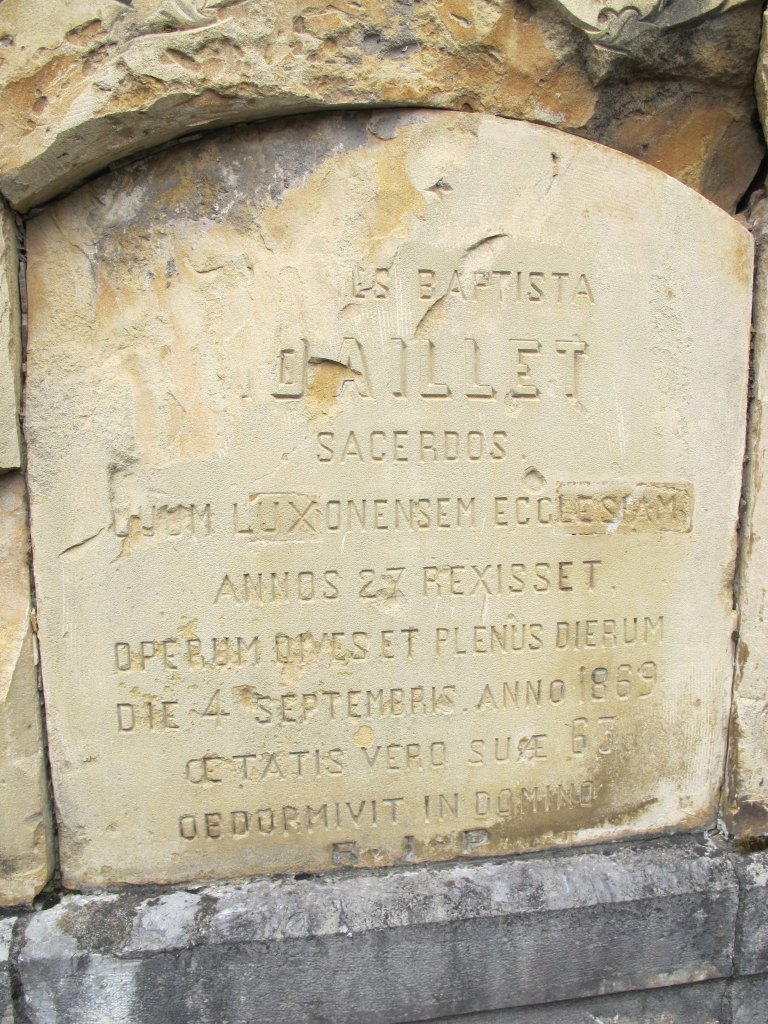 BAPTISTA
DAILLET
SACERDOS.
LUXONENSEM ECCLESIAM
ANNOS 27 REXISSET.
OPERUM DIVES ET PLENUS DIERUM
DIE 4 SEPTEMBRIS. ANNO 1869
ŒTATIS VERO SUÆ 63
OBDORMIVIT IN DOMINO
R.I.P